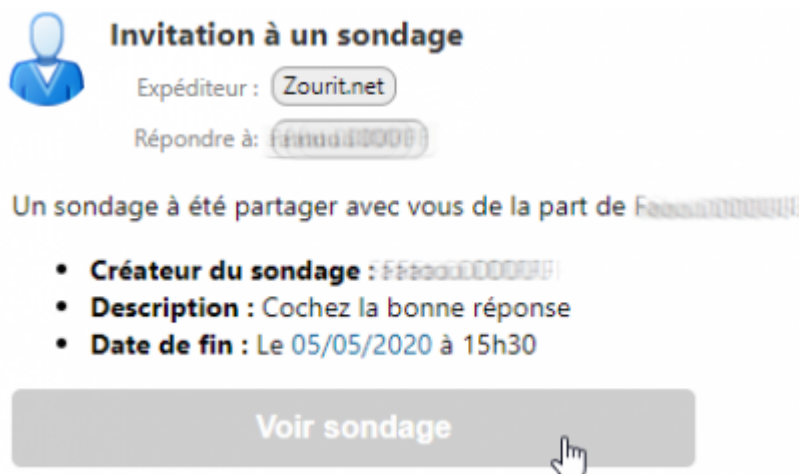 Invitation à un sondage
Expéditeur : Zourit.net
Répondre à:
Un sondage à été partager avec vous de la part de
Créateur du sondage :
Description : Cochez la bonne réponse
Date de fin : Le 05/05/2020 à 15h30
Voir sondage